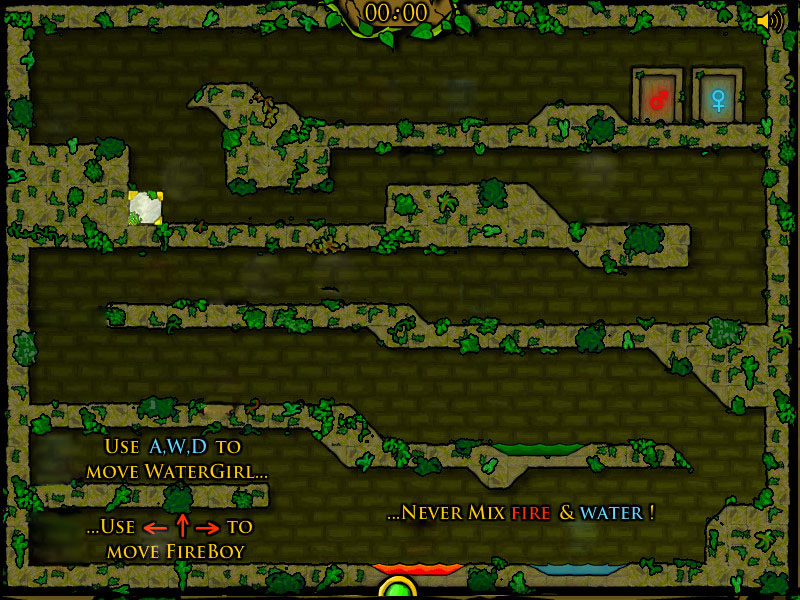 00:00
Use A,W,D to
move WaterGirl...
...Use ← ↑ → to
move FireBoy
...Never Mix fire & water !